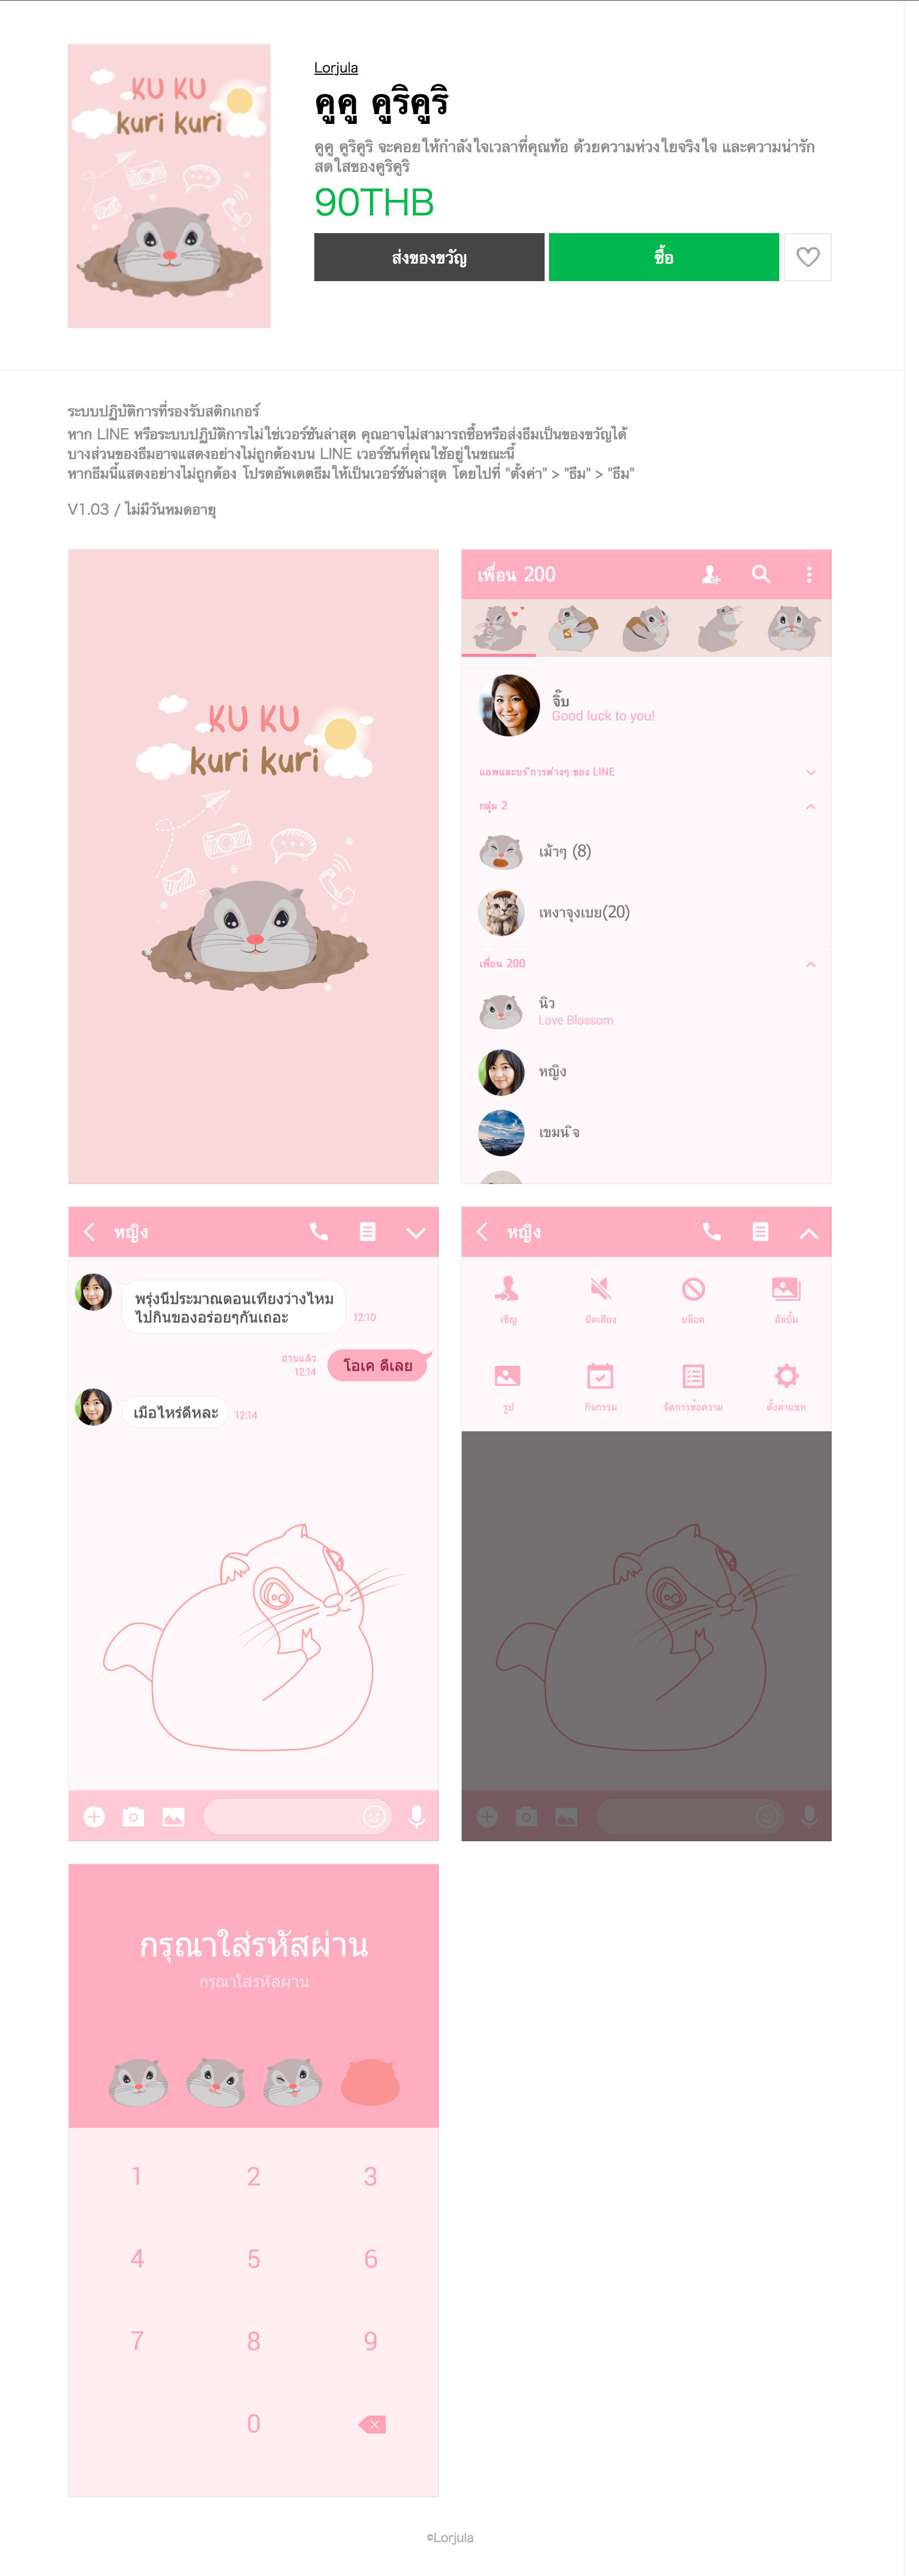 KU KU
kuri kuri
Lorjula
คูคู คูริคูริ
คูคู คูริคูริ จะคอยให้กำลังใจเวลาที่คุณท้อ ด้วยความห่วงใยจริงใจ และความน่ารัก
สดใสของคูริคูริ
90THB
ส่งของขวัญ
ซื้อ
ระบบปฏิบัติการที่รองรับสติกเกอร์
หาก LINE หรือระบบปฏิบัติการไม่ใช่เวอร์ชันล่าสุด คุณอาจไม่สามารถซื้อหรือส่งธีมเป็นของขวัญได้
บางส่วนของธีมอาจแสดงอย่างไม่ถูกต้องบน LINE เวอร์ชันที่คุณใช้อยู่ในขณะนี้
หากธีมนี้แสดงอย่างไม่ถูกต้อง โปรดอัพเดตธีมให้เป็นเวอร์ชันล่าสุด โดยไปที่ "ตั้งค่า" > "ธีม" > "ธีม"
V1.03 / ไม่มีวันหมดอายุ
KU KU
kuri kuri
เพื่อน 200
จิ๊บ
Good luck to you!
แอพและบริการต่างๆ ของ LINE
กลุ่ม 2
เม้าๆ (8)
เหงาจุงเบย(20)
เพื่อน 200
นิว
Love Blossom
หญิง
เขมนิจ
หญิง
พรุ่งนี้ประมาณตอนเที่ยงว่างไหม
ไปกินของอร่อยๆกันเถอะ
12:10
อ่านแล้ว
12:14
โอเค ดีเลย
เมื่อไหร่ดีหละ
12:14
หญิง
เชิญ
ปิดเสียง
บล็อค
อัลบั้ม
รูป
กิจกรรม
จัดการข้อความ
ตั้งค่าแชท
กรุณาใส่รหัสผ่าน
กรุณาใส่รหัสผ่าน
1 2 3
4 5 6
7 8 9
0
©Lorjula